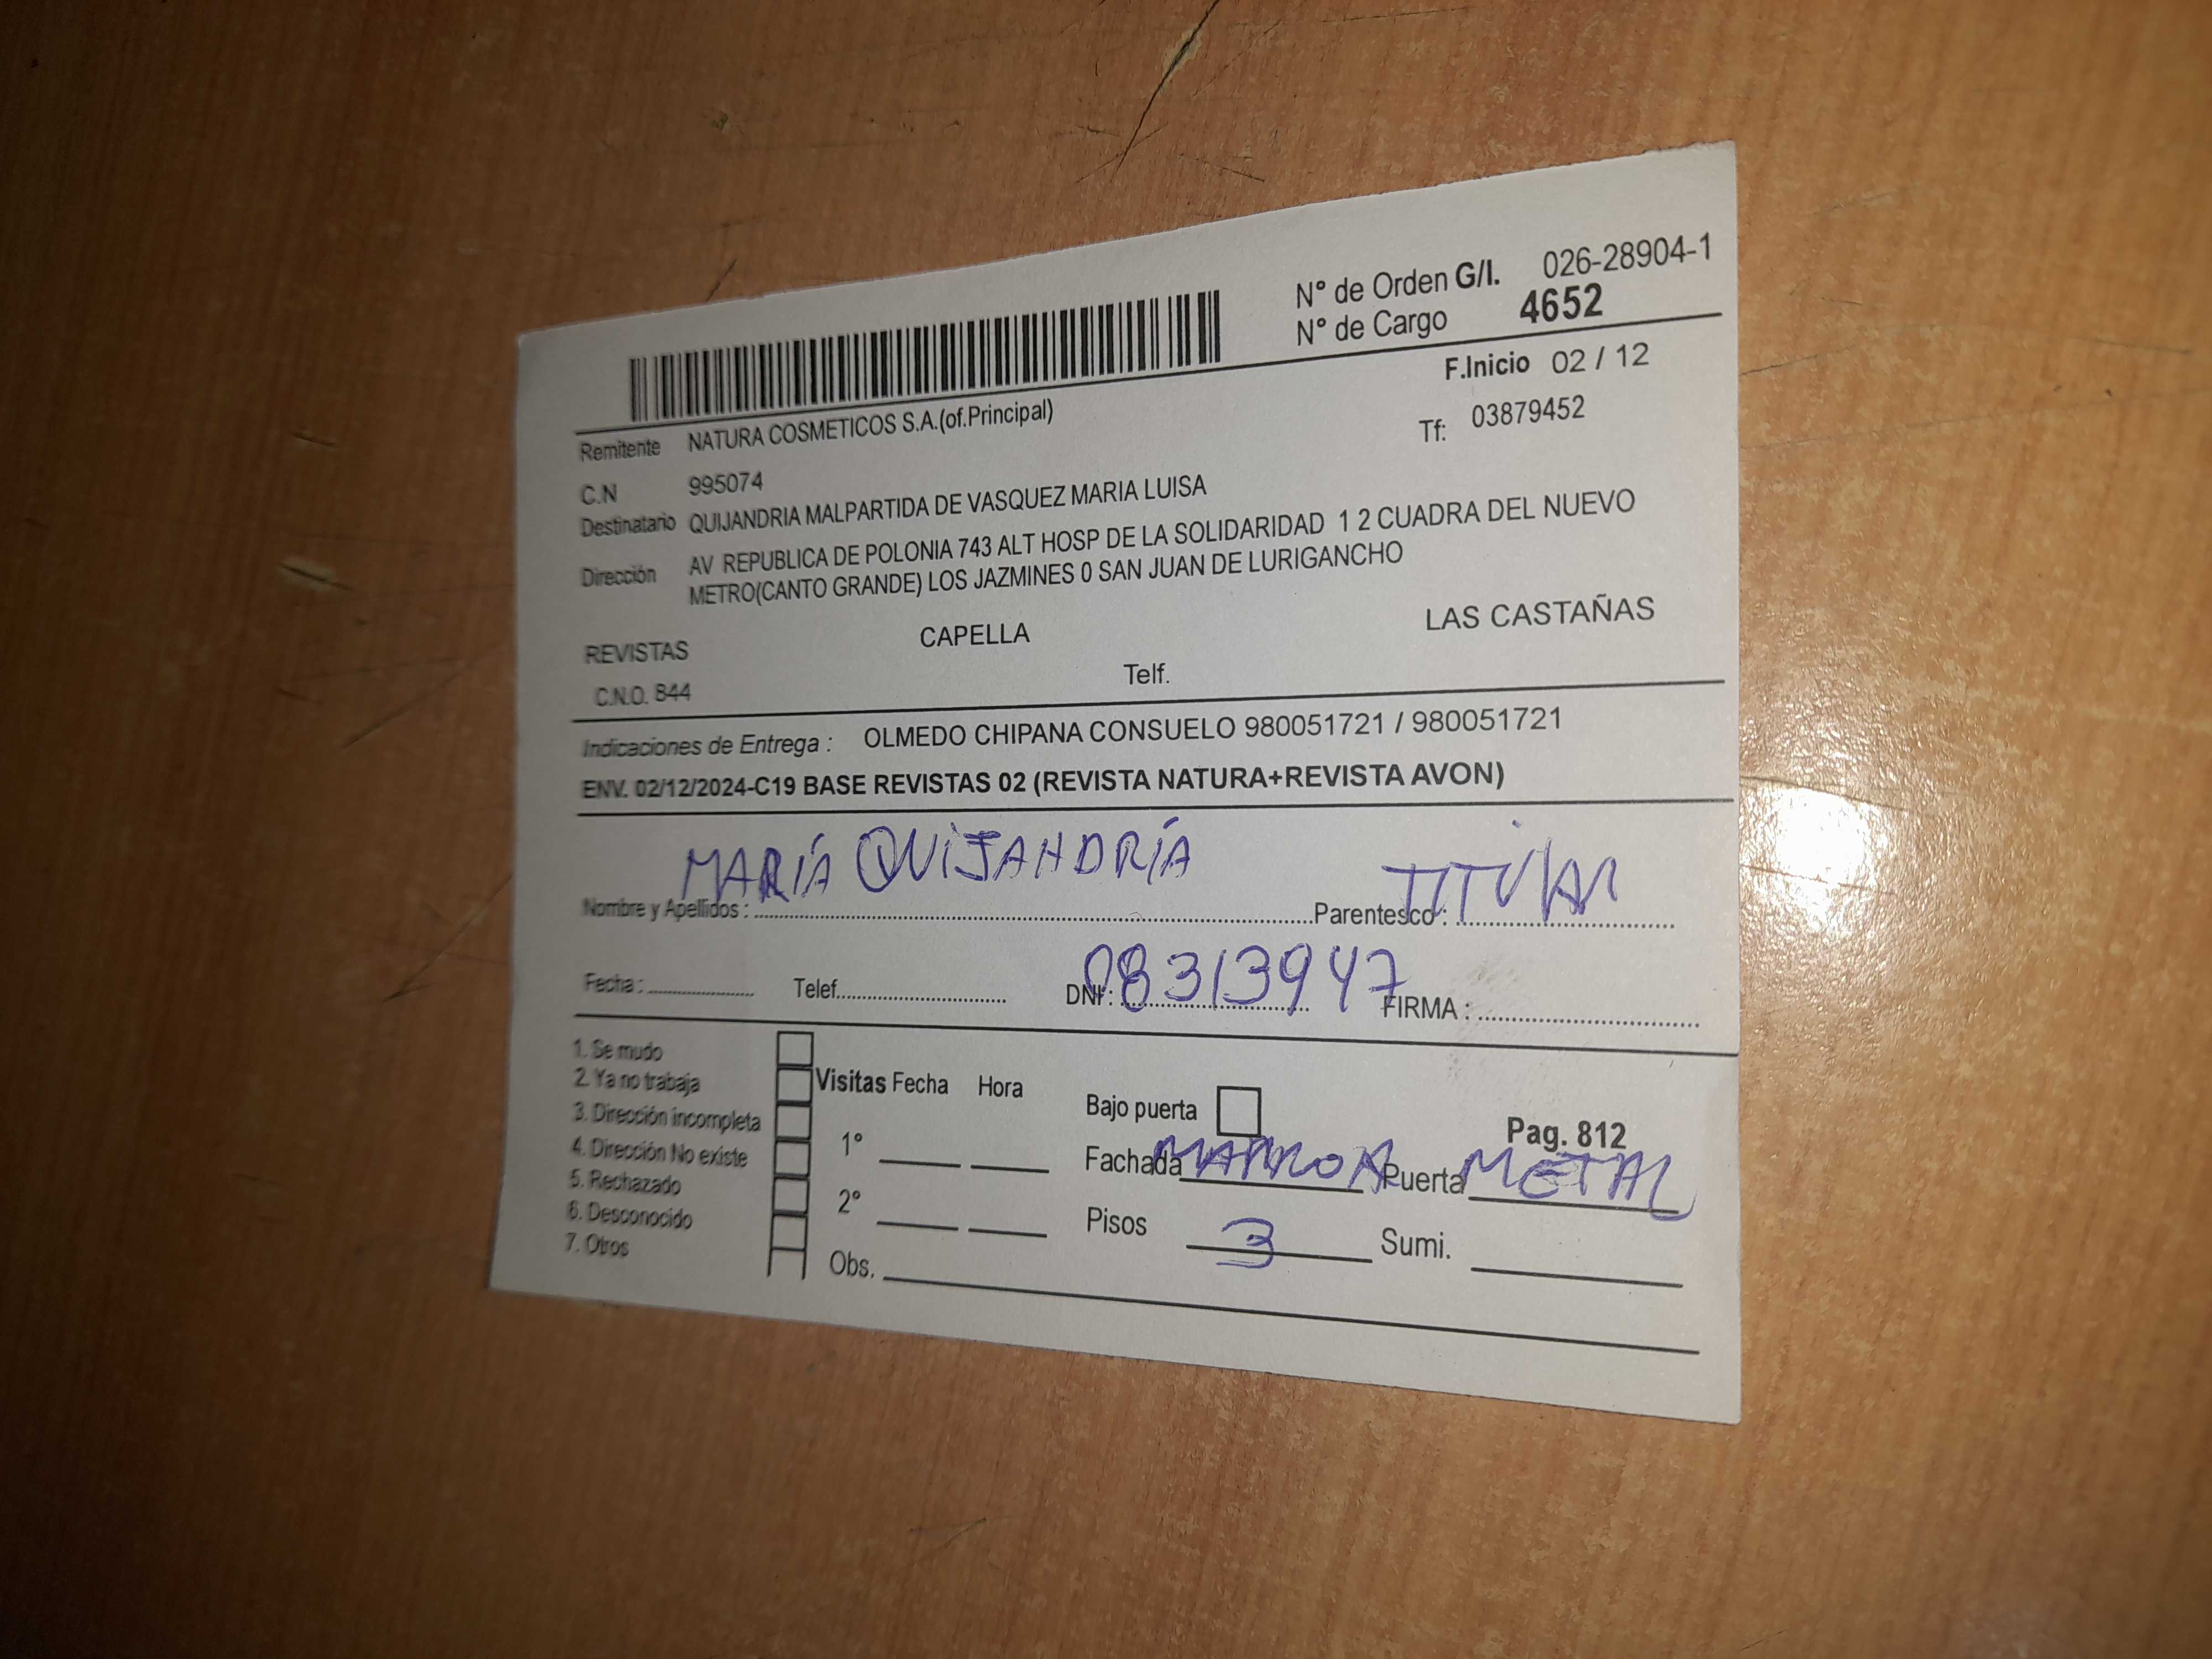 N° de Orden G/I. 026-28904-1
N° de Cargo 4652
F.Inicio 02 / 12
Remitente NATURA COSMETICOS S.A.(of.Principal)
Tf: 03879452
C.N 995074
Destinatario QUIJANDRIA MALPARTIDA DE VASQUEZ MARIA LUISA
Dirección AV REPUBLICA DE POLONIA 743 ALT HOSP DE LA SOLIDARIDAD 1 2 CUADRA DEL NUEVO
METRO(CANTO GRANDE) LOS JAZMINES 0 SAN JUAN DE LURIGANCHO
REVISTAS CAPELLA LAS CASTAÑAS
C.N.O. 844 Telf.
Indicaciones de Entrega : OLMEDO CHIPANA CONSUELO 980051721 / 980051721
ENV. 02/12/2024-C19 BASE REVISTAS 02 (REVISTA NATURA+REVISTA AVON)
Nombre y Apellidos : MARÍA QUIJANDRÍA Parentesco : TITULAR
Fecha : Telef. DNI : 08313947 FIRMA :
1. Se mudo
2. Ya no trabaja Visitas Fecha Hora Bajo puerta
3. Dirección incompleta Pag. 812
4. Dirección No existe 1° Fachada MARRON Puerta METAL
5. Rechazado
6. Desconocido 2° Pisos 3 Sumi.
7. Otros Obs.